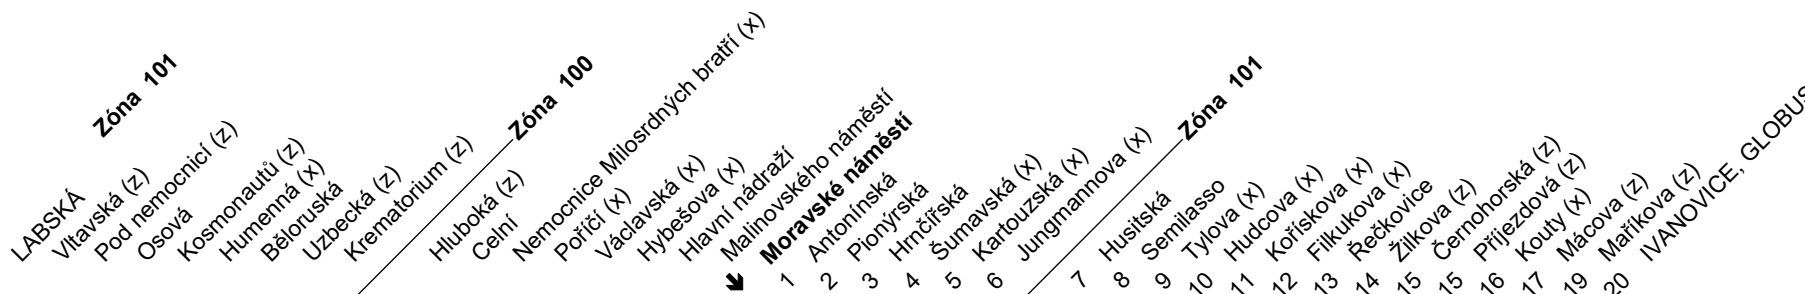 Zóna 101
LABSKÁ
Vltavská (z)
Pod nemocnicí (z)
Osová
Kosmonautů (z)
Humenná (x)
Běloruská
Uzbecká (z)
Krematorium (z)
Zóna 100
Hluboká (z)
Celní
Nemocnice Milosrdných bratří (x)
Poříčí (x)
Václavská (x)
Hybešova (x)
Hlavní nádraží
Malinovského náměstí
Moravské náměstí
1 Antonínská
2 Pionýrská
3 Hrnčířská
4 Šumavská (x)
5 Kartouzská (x)
6 Jungmannova (x)
Zóna 101
7 Husitská
8 Semilasso
9 Tylova (x)
10 Hudcova (x)
11 Kořískova (x)
12 Filkukova (x)
13 Řečkovice
14 Žilkova (z)
15 Černohorská (z)
15 Příjezdová (z)
16 Kouty (x)
17 Mácova (z)
19 Maříkova (z)
20 IVANOVICE, GLOBUS